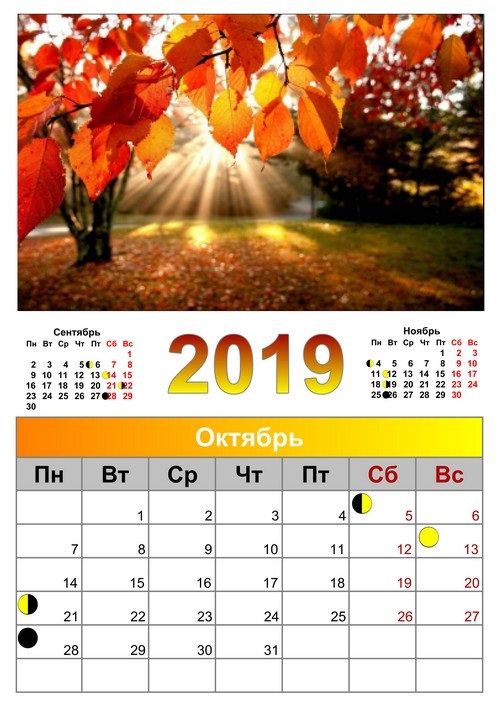 Сентябрь
Пн Вт Ср Чт Пт Сб Вс
1
2 3 4 5 6 7 8
9 10 11 12 13 14 15
16 17 18 19 20 21 22
23 24 25 26 27 28 29
30
2019
Ноябрь
Пн Вт Ср Чт Пт Сб Вс
1 2 3
4 5 6 7 8 9 10
11 12 13 14 15 16 17
18 19 20 21 22 23 24
25 26 27 28 29 30
Октябрь
Пн Вт Ср Чт Пт Сб Вс
1 2 3 4 5 6
7 8 9 10 11 12 13
14 15 16 17 18 19 20
21 22 23 24 25 26 27
28 29 30 31